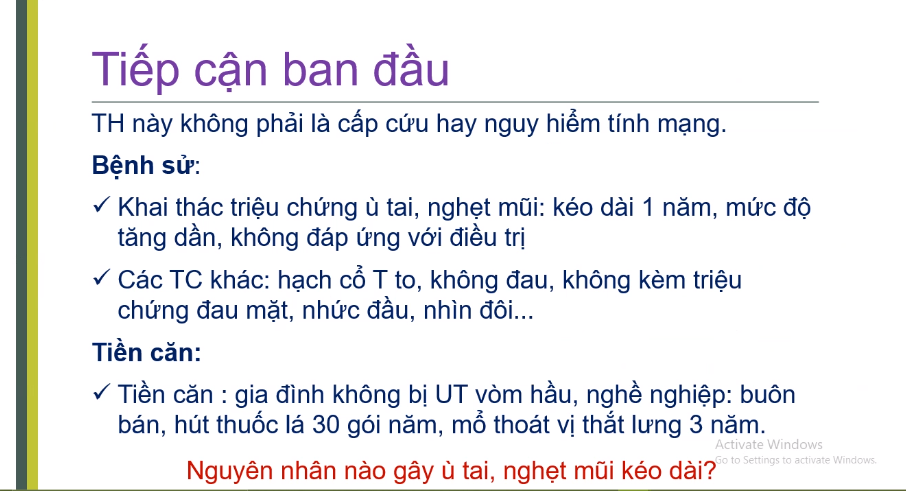 Tiếp cận ban đầu
TH này không phải là cấp cứu hay nguy hiểm tính mạng.
Bệnh sử:
✓ Khai thác triệu chứng ù tai, nghẹt mũi: kéo dài 1 năm, mức độ
tăng dần, không đáp ứng với điều trị
✓ Các TC khác: hạch cổ T to, không đau, không kèm triệu
chứng đau mặt, nhức đầu, nhìn đôi...
Tiền căn:
✓ Tiền căn : gia đình không bị UT vòm hầu, nghề nghiệp: buôn
bán, hút thuốc lá 30 gói năm, mổ thoát vị thắt lưng 3 năm.
Activate Windows
Go to Settings to activate Windows.
Nguyên nhân nào gây ù tai, nghẹt mũi kéo dài?